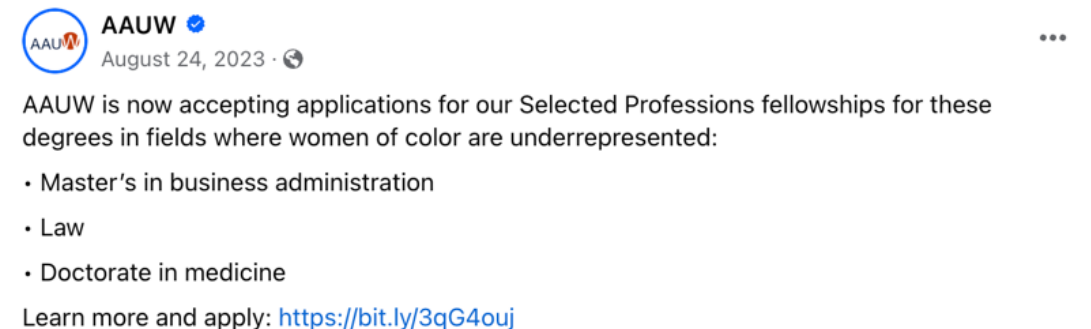 AAUW
AAUW
August 24, 2023 ·
AAUW is now accepting applications for our Selected Professions fellowships for these
degrees in fields where women of color are underrepresented:
• Master’s in business administration
• Law
• Doctorate in medicine
Learn more and apply: https://bit.ly/3qG4ouj